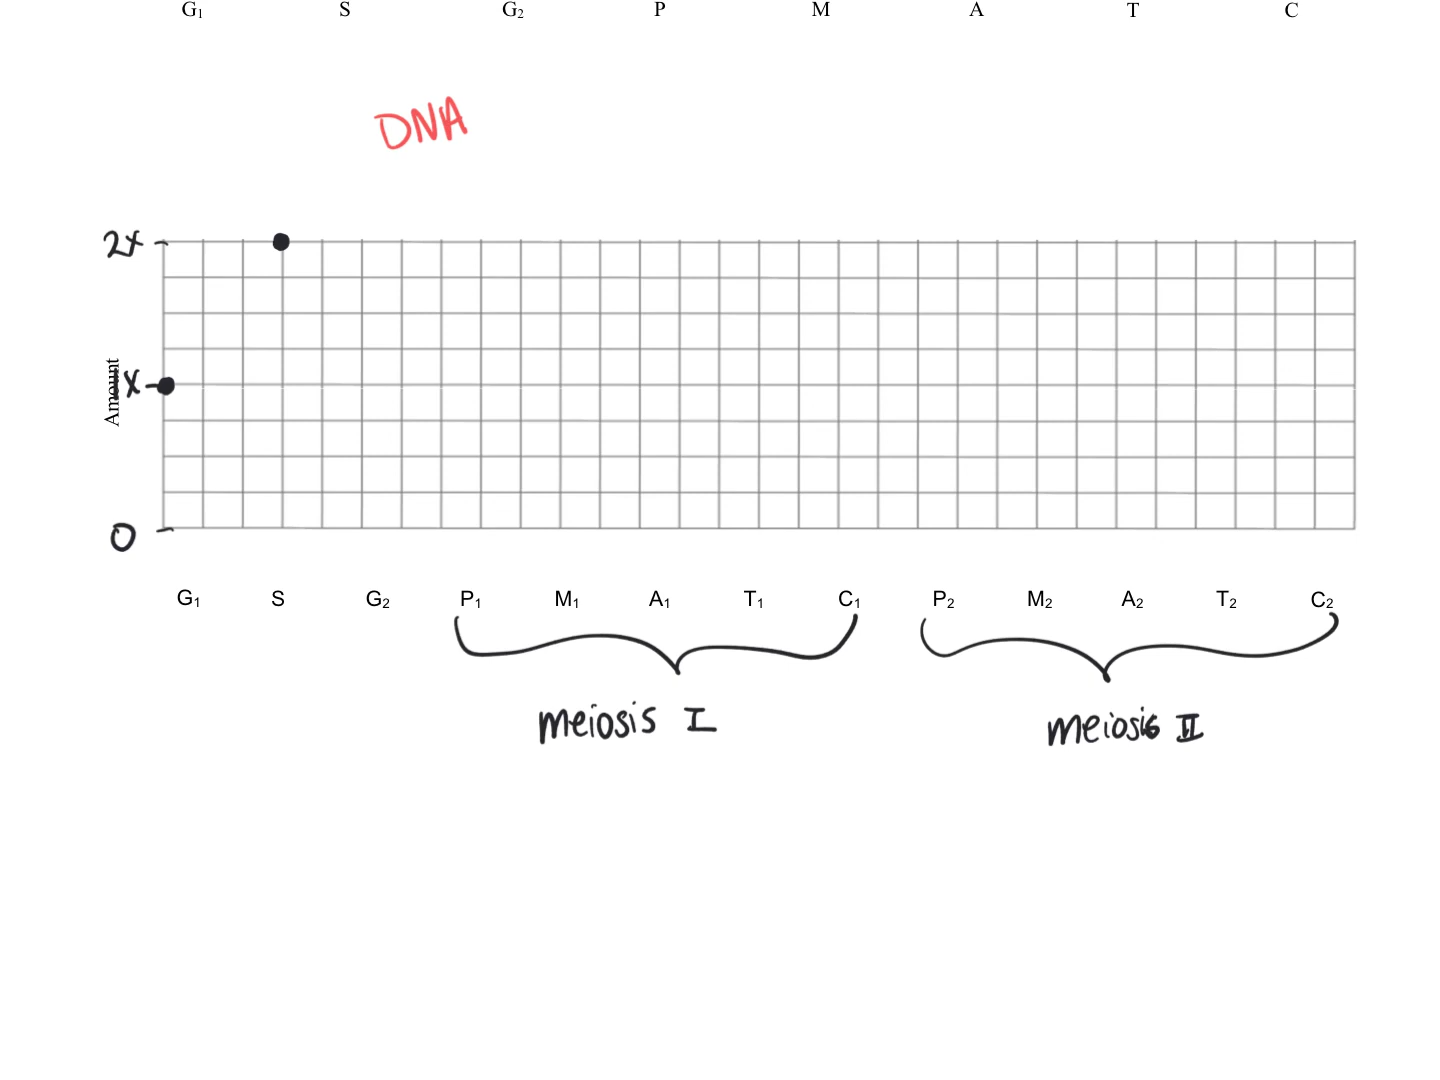 G₁ S G₂ P M A T C
DNA
2x
1x
Amount
0
G₁ S G₂ P₁ M₁ A₁ T₁ C₁ P₂ M₂ A₂ T₂ C₂
meiosis I meiosis II